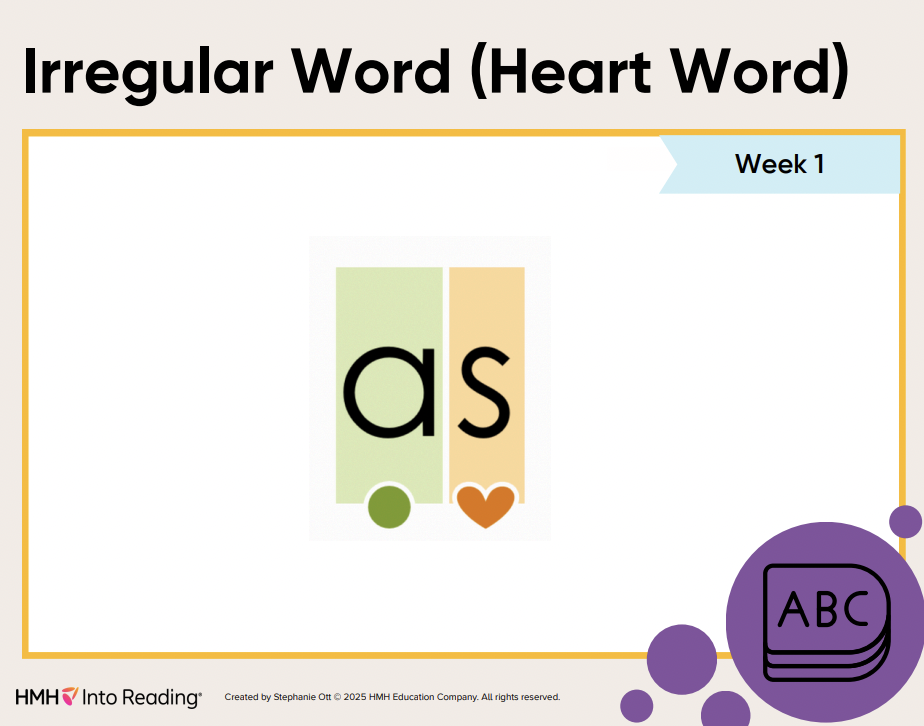 Irregular Word (Heart Word)
Week 1
as
ABC
HMH Into Reading®
Created by Stephanie Ott © 2025 HMH Education Company. All rights reserved.